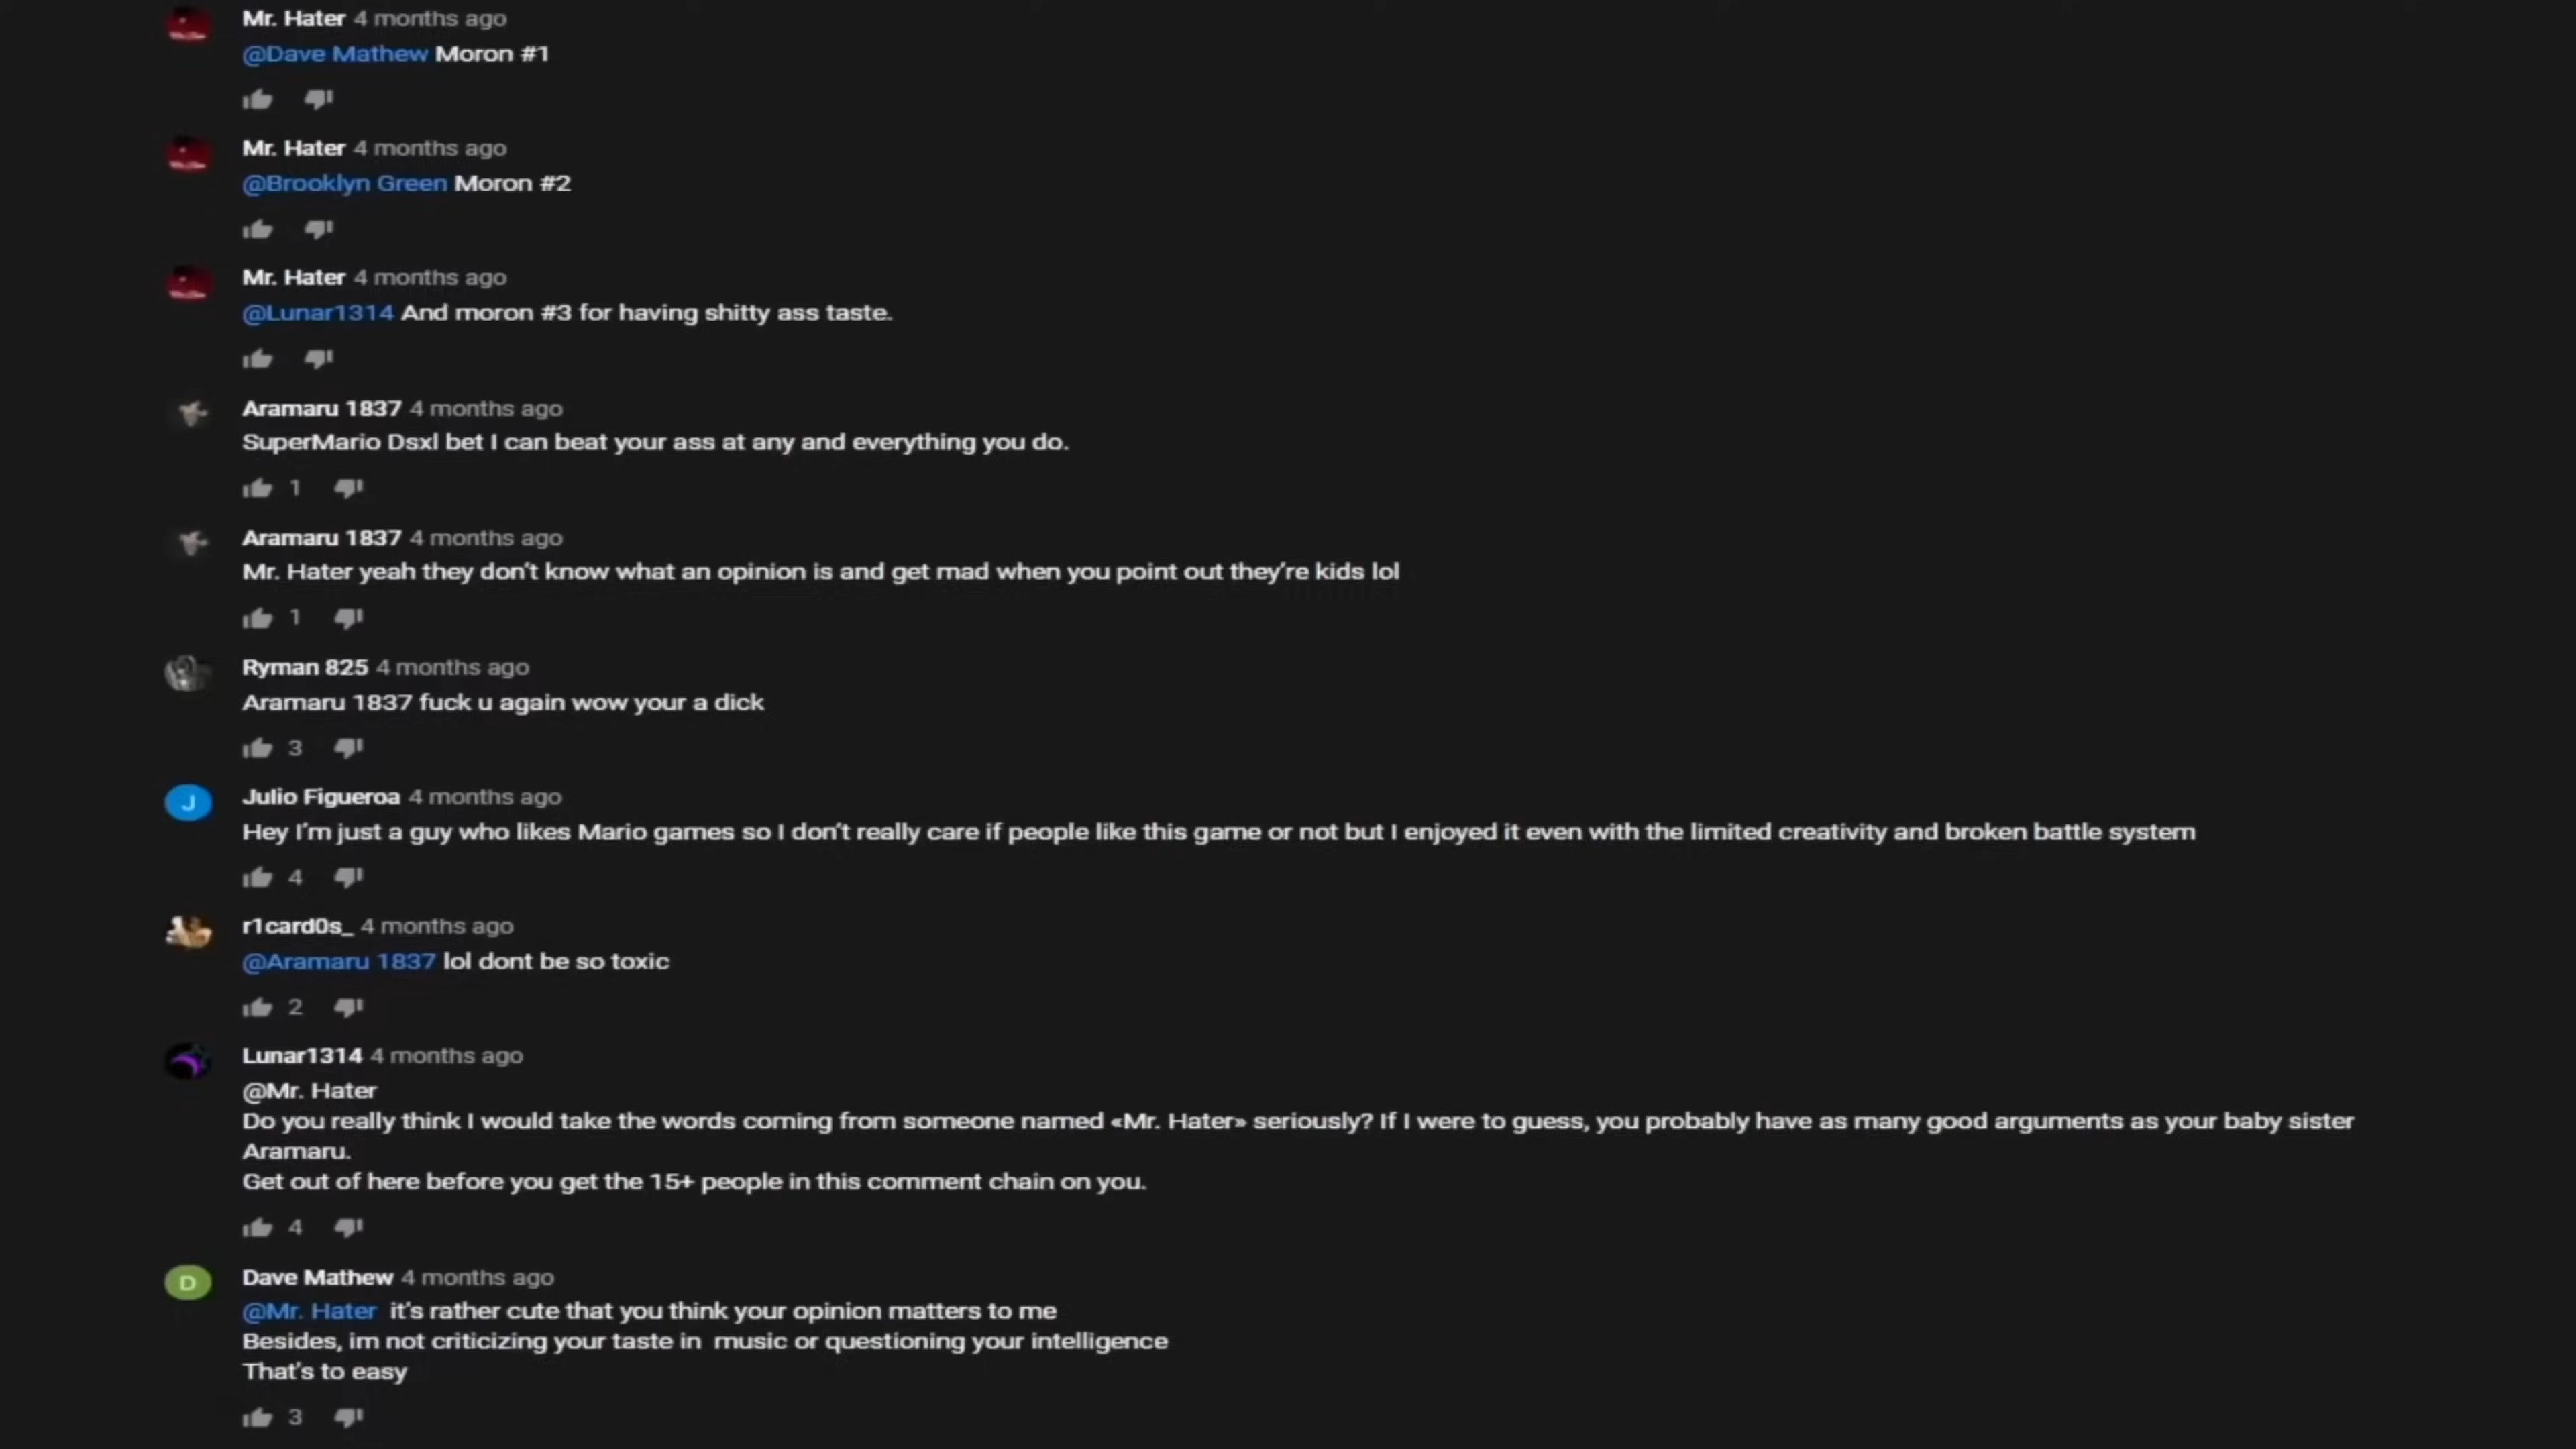 Mr. Hater 4 months ago
@Dave Mathew Moron #1
Mr. Hater 4 months ago
@Brooklyn Green Moron #2
Mr. Hater 4 months ago
@Lunar1314 And moron #3 for having shitty ass taste.
Aramaru 1837 4 months ago
SuperMario Dsxl bet I can beat your ass at any and everything you do.
1
Aramaru 1837 4 months ago
Mr. Hater yeah they don't know what an opinion is and get mad when you point out they're kids lol
1
Ryman 825 4 months ago
Aramaru 1837 fuck u again wow your a dick
3
J
Julio Figueroa 4 months ago
Hey I'm just a guy who likes Mario games so I don't really care if people like this game or not but I enjoyed it even with the limited creativity and broken battle system
4
r1card0s_ 4 months ago
@Aramaru 1837 lol dont be so toxic
2
Lunar1314 4 months ago
@Mr. Hater
Do you really think I would take the words coming from someone named «Mr. Hater» seriously? If I were to guess, you probably have as many good arguments as your baby sister
Aramaru.
Get out of here before you get the 15+ people in this comment chain on you.
4
D
Dave Mathew 4 months ago
@Mr. Hater it's rather cute that you think your opinion matters to me
Besides, im not criticizing your taste in music or questioning your intelligence
That's to easy
3